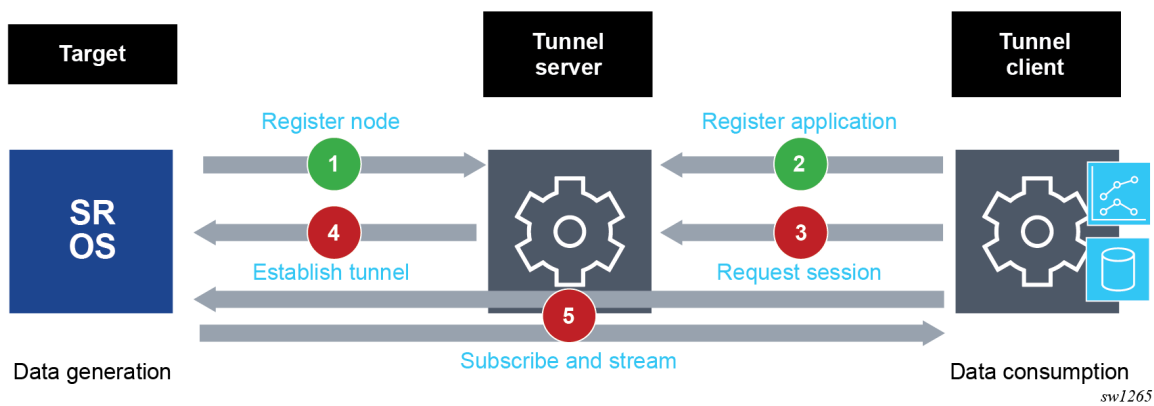 Target
Tunnel
server
Tunnel
client
Register node
Register application
1
2
SR
OS
4
3
Establish tunnel
Request session
5
Subscribe and stream
Data generation
Data consumption
sw1265